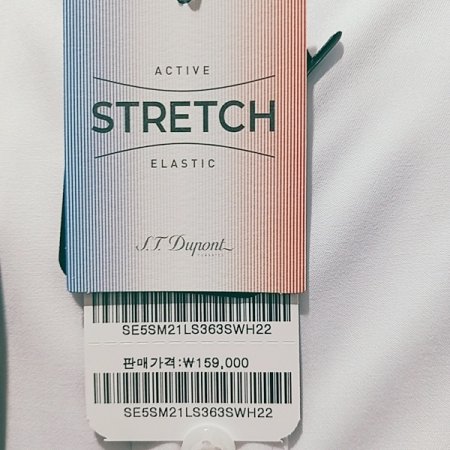 ACTIVE
STRETCH
ELASTIC
S.T. Dupont
SE5SM21LS363SWH22
판매가격:₩159,000
SE5SM21LS363SWH22